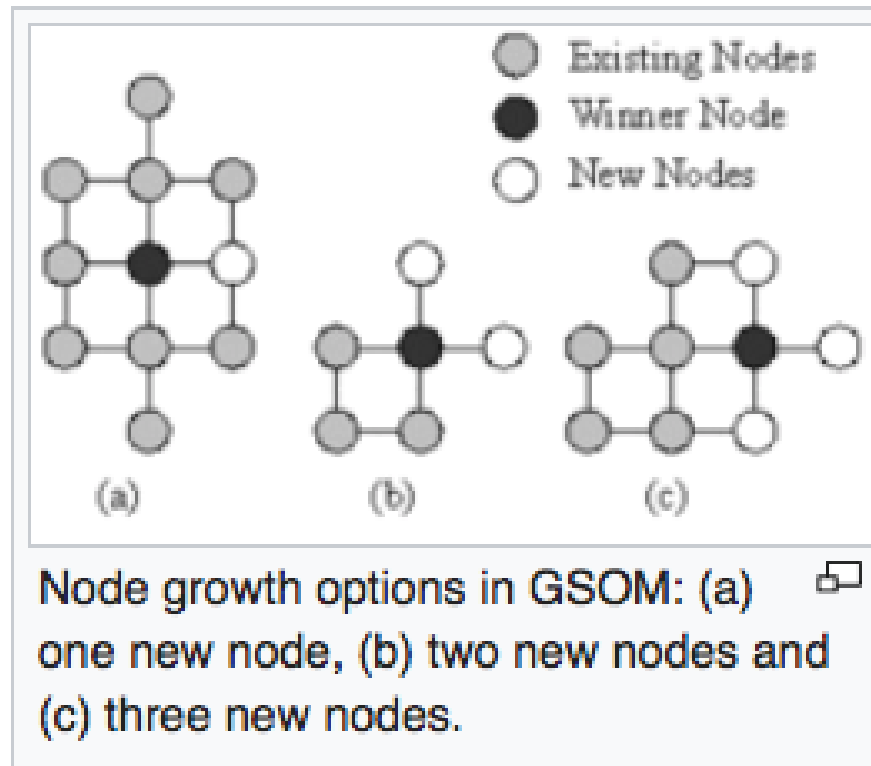 Existing Nodes
Winner Node
New Nodes
(a)
(b)
(c)
Node growth options in GSOM: (a)
one new node, (b) two new nodes and
(c) three new nodes.